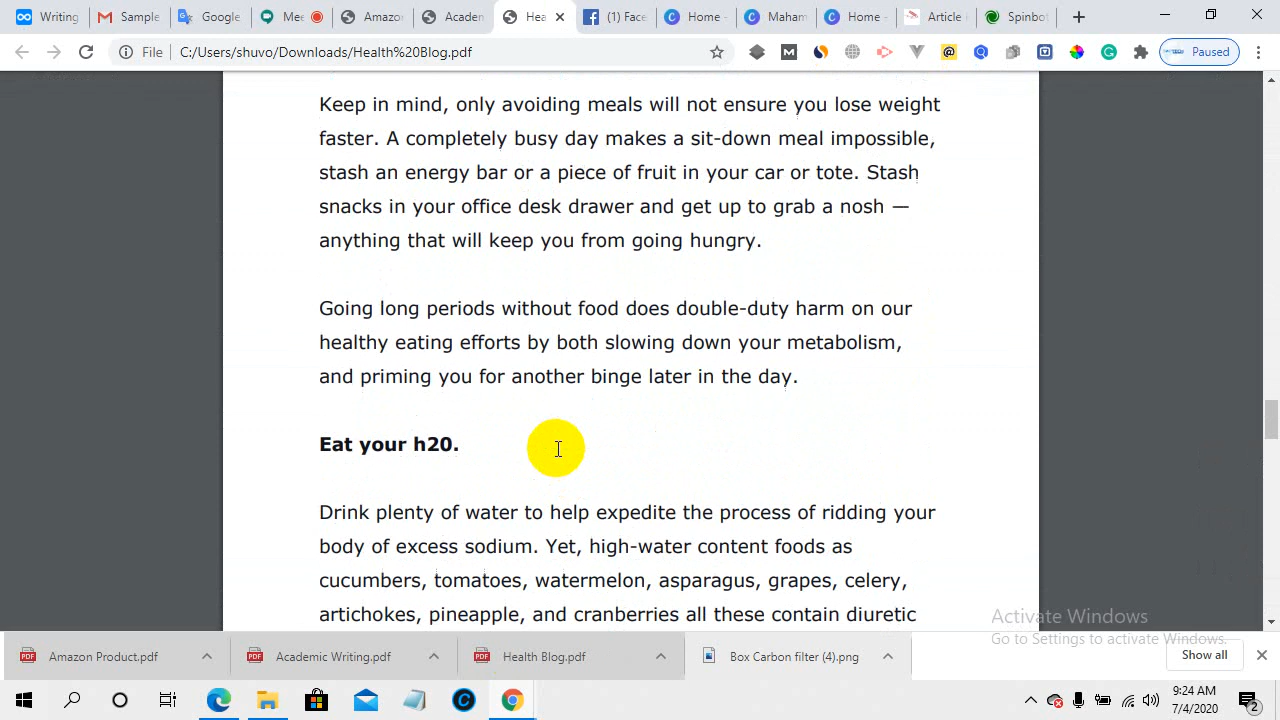 Writing
Gmail
Sample
Google
Mee
Amazon
Academ
Hea
(1) Face
Home
Maham
Home -
Article
Spinbot
File
C:/Users/shuvo/Downloads/Health%20Blog.pdf
Paused
Keep in mind, only avoiding meals will not ensure you lose weight
faster. A completely busy day makes a sit-down meal impossible,
stash an energy bar or a piece of fruit in your car or tote. Stash
snacks in your office desk drawer and get up to grab a nosh —
anything that will keep you from going hungry.
Going long periods without food does double-duty harm on our
healthy eating efforts by both slowing down your metabolism,
and priming you for another binge later in the day.
Eat your h20.
Drink plenty of water to help expedite the process of ridding your
body of excess sodium. Yet, high-water content foods as
cucumbers, tomatoes, watermelon, asparagus, grapes, celery,
artichokes, pineapple, and cranberries all these contain diuretic
Activate Windows
Go to Settings to activate Windows.
Amazon Product.pdf
Academic Writing.pdf
Health Blog.pdf
Box Carbon filter (4).png
Show all
9:24 AM
7/4/2020
2